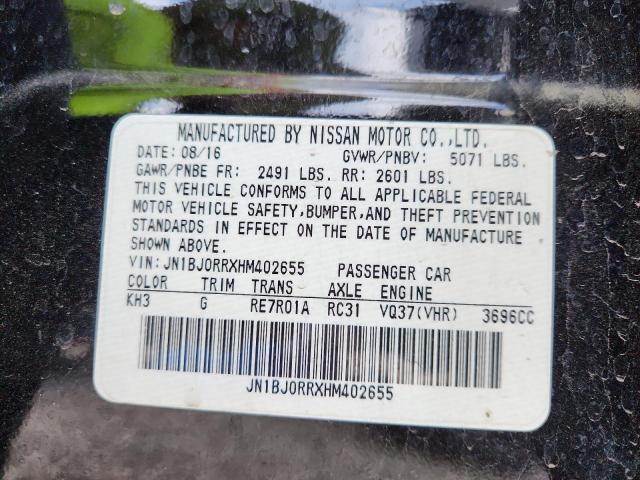 MANUFACTURED BY NISSAN MOTOR CO.,LTD.
DATE: 08/16 GVWR/PNBV: 5071 LBS.
GAWR/PNBE FR: 2491 LBS. RR: 2601 LBS.
THIS VEHICLE CONFORMS TO ALL APPLICABLE FEDERAL
MOTOR VEHICLE SAFETY,BUMPER,AND THEFT PREVENTION
STANDARDS IN EFFECT ON THE DATE OF MANUFACTURE
SHOWN ABOVE.
VIN: JN1BJ0RRXHM402655 PASSENGER CAR
COLOR TRIM TRANS AXLE ENGINE
KH3 G RE7R01A RC31 VQ37(VHR) 3696CC
JN1BJ0RRXHM402655